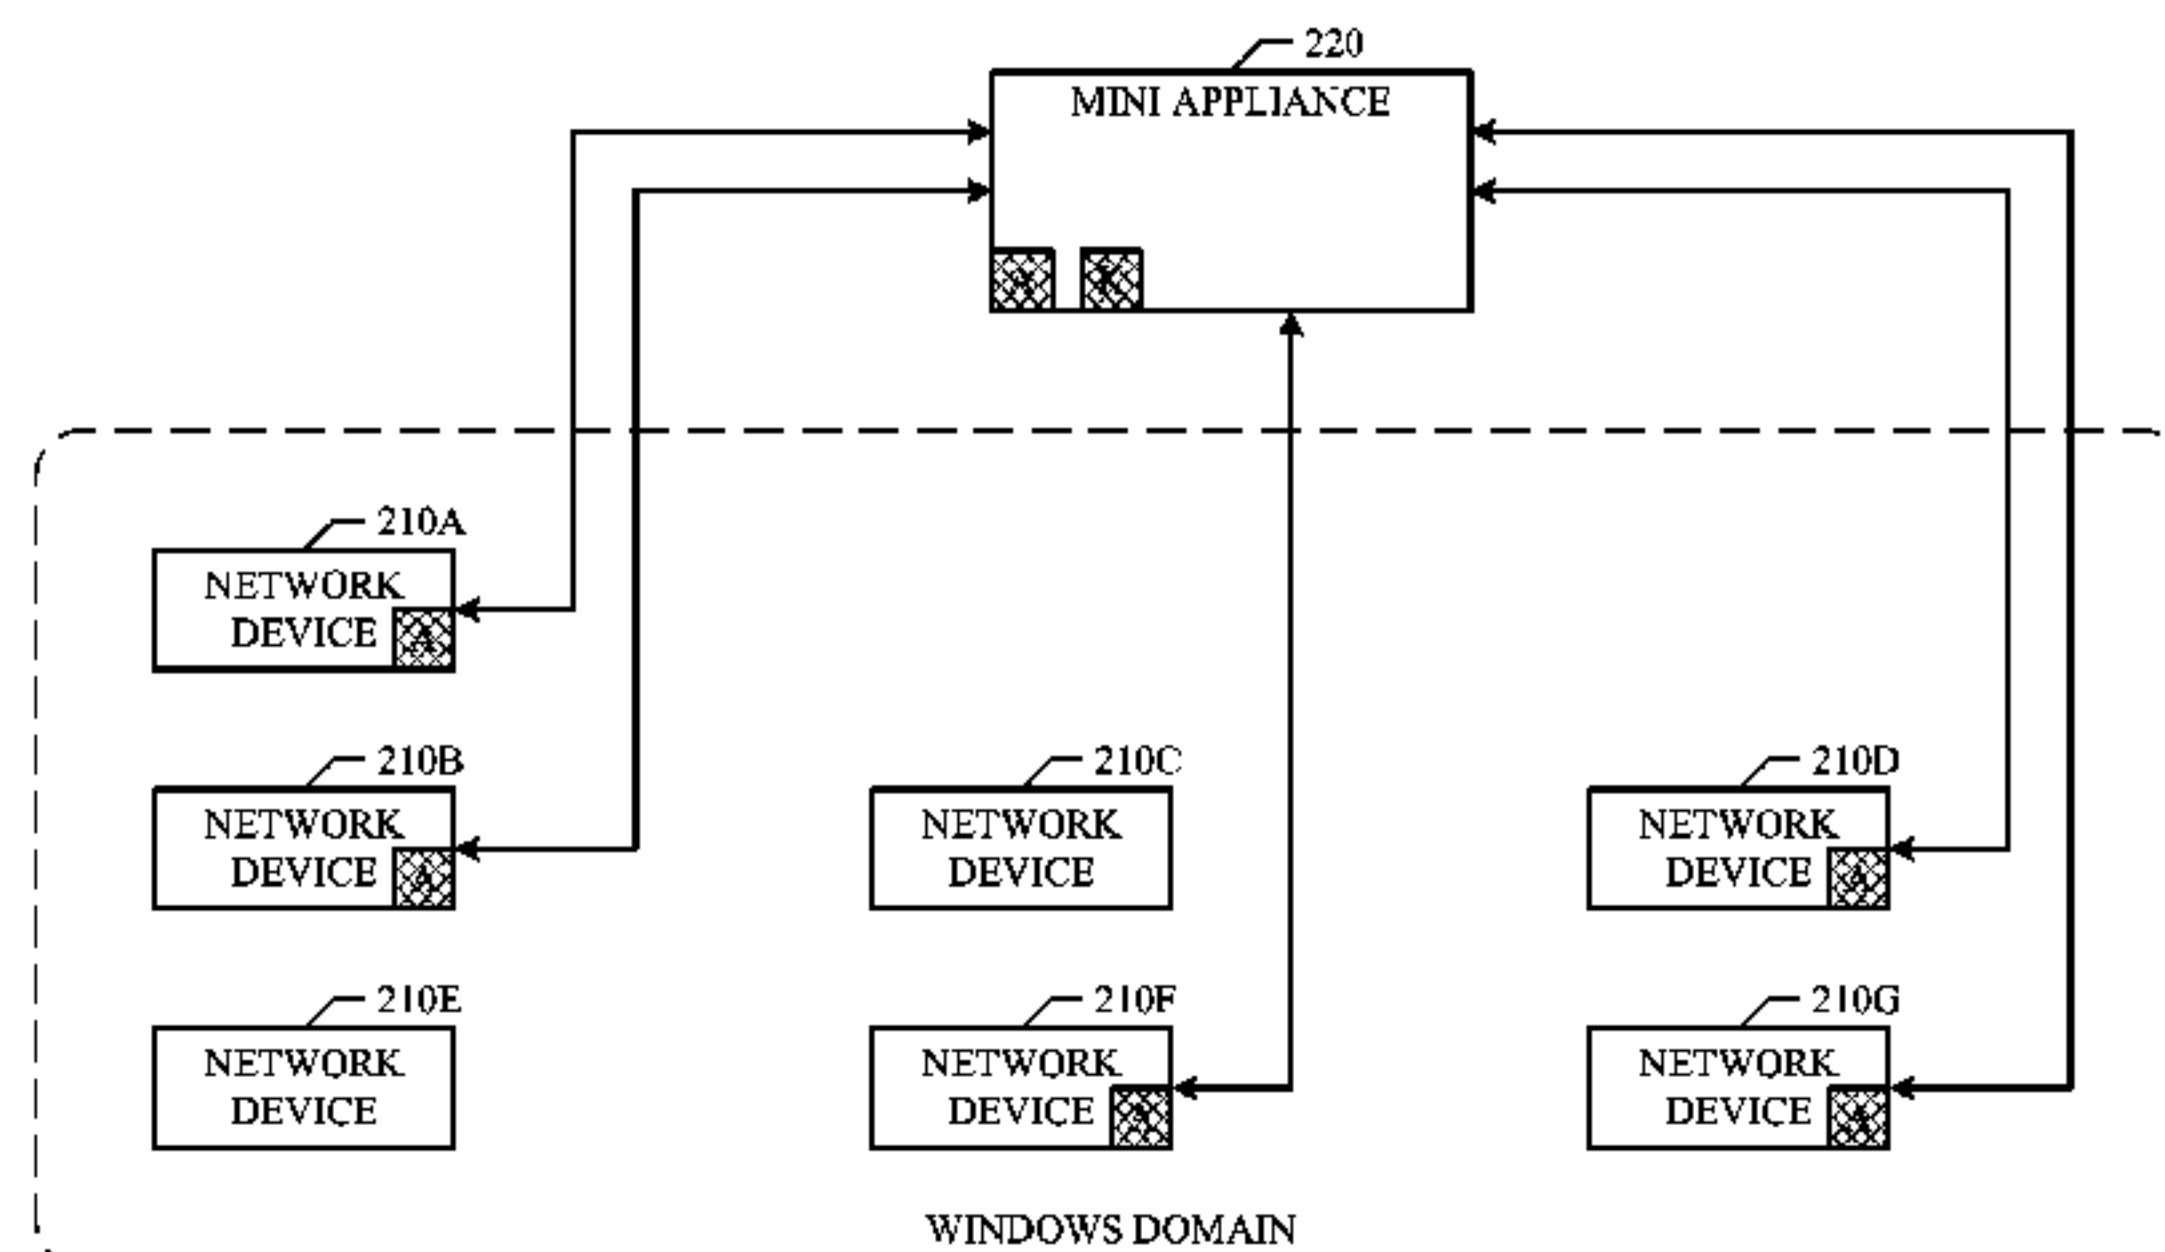 220
MINI APPLIANCE
A K
210A
NETWORK
DEVICE
A
210B
210C
210D
NETWORK
DEVICE
A
NETWORK
DEVICE
NETWORK
DEVICE
A
210E
210F
210G
NETWORK
DEVICE
NETWORK
DEVICE
A
NETWORK
DEVICE
A
WINDOWS DOMAIN